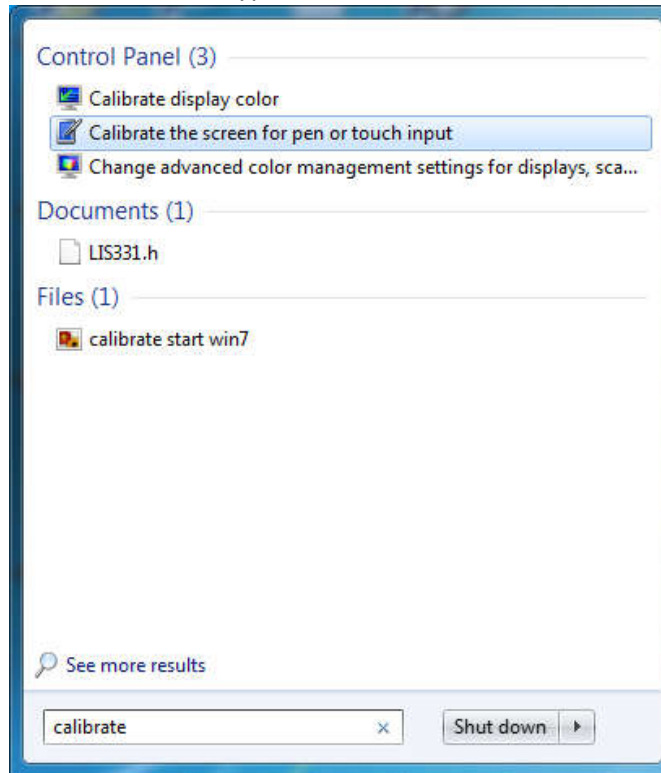 Control Panel (3)
Calibrate display color
Calibrate the screen for pen or touch input
Change advanced color management settings for displays, sca...
Documents (1)
LIS331.h
Files (1)
calibrate start win7
See more results
calibrate
Shut down